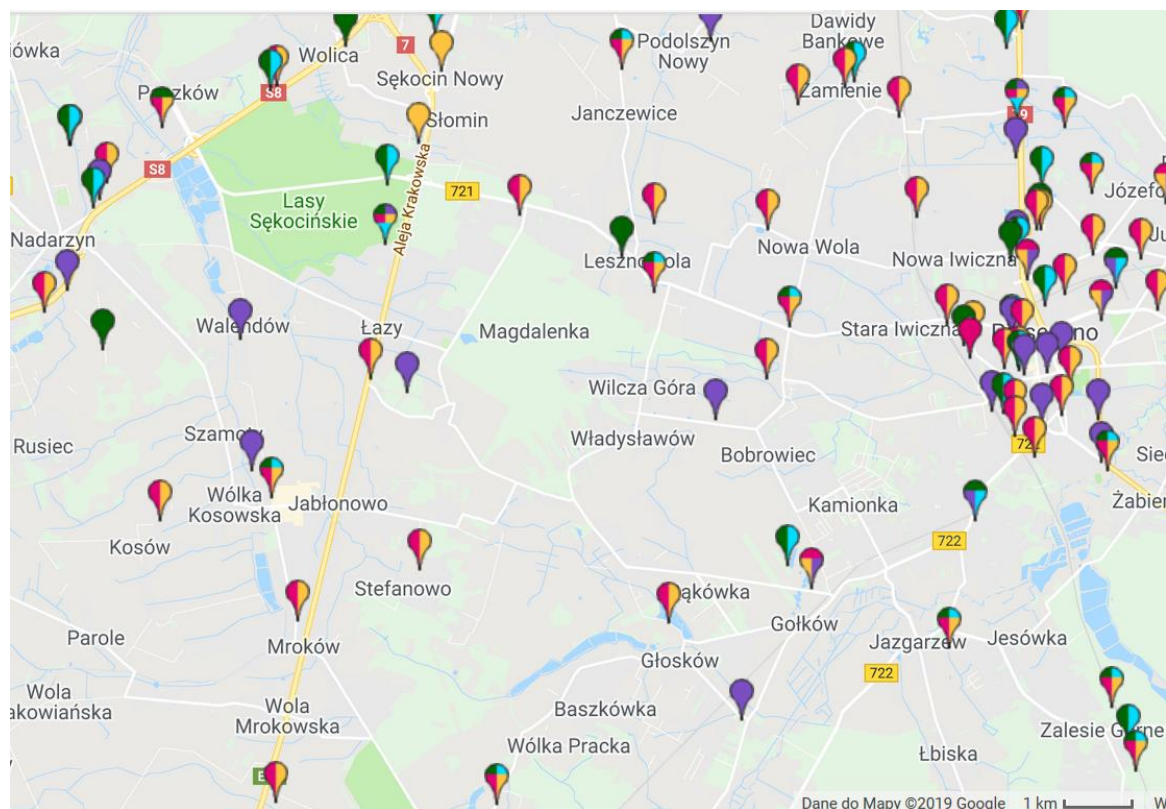 Wolica
7
Sękocin Nowy
Podolszyn
Nowy
Dawidy
Bankowe
S8
Janczewice
Zamienie
Słomin
S8
Lasy
Sękocińskie
Aleja Krakowska
721
Nadarzyn
Nowa Wola
Nowa Iwiczna
Walendów
Łazy
Magdalenka
Stara Iwiczna
Wilcza Góra
Szamoty
Rusiec
Władysławów
Bobrowiec
Wólka
Kosowska
Jabłonowo
Kamionka
Kosów
722
Stefanowo
Gołków
Jazgarzew
Jesówka
Parole
Mroków
Głosków
722
Wola
Wola
Mrokowska
Baszkówka
Wólka Pracka
Łbiska
Dane do Mapy ©2019 Google 1 km